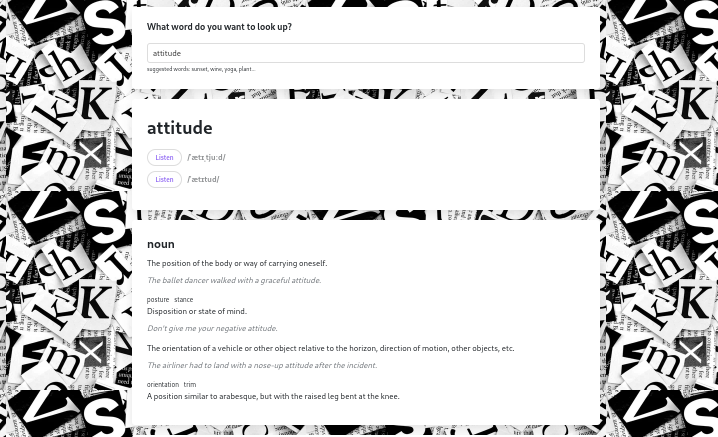 What word do you want to look up?
attitude
suggested words: sunset, wine, yoga, plant...
attitude
Listen /ˈætɪˌtjuːd/
Listen /ˈætɪtud/
noun
The position of the body or way of carrying oneself.
The ballet dancer walked with a graceful attitude.
posture stance
Disposition or state of mind.
Don't give me your negative attitude.
The orientation of a vehicle or other object relative to the horizon, direction of motion, other objects, etc.
The airliner had to land with a nose-up attitude after the incident.
orientation trim
A position similar to arabesque, but with the raised leg bent at the knee.